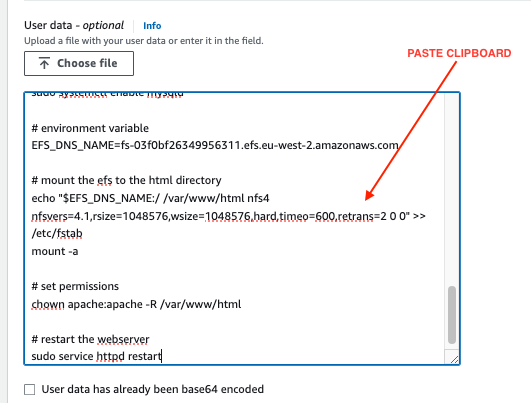 User data - optional Info
Upload a file with your user data or enter it in the field.
Choose file
PASTE CLIPBOARD
sudo systemctl enable mysqld
# environment variable
EFS_DNS_NAME=fs-03f0bf26349956311.efs.eu-west-2.amazonaws.com
# mount the efs to the html directory
echo "$EFS_DNS_NAME:/ /var/www/html nfs4
nfsvers=4.1,rsize=1048576,wsize=1048576,hard,timeo=600,retrans=2 0 0" >>
/etc/fstab
mount -a
# set permissions
chown apache:apache -R /var/www/html
# restart the webserver
sudo service httpd restart
User data has already been base64 encoded